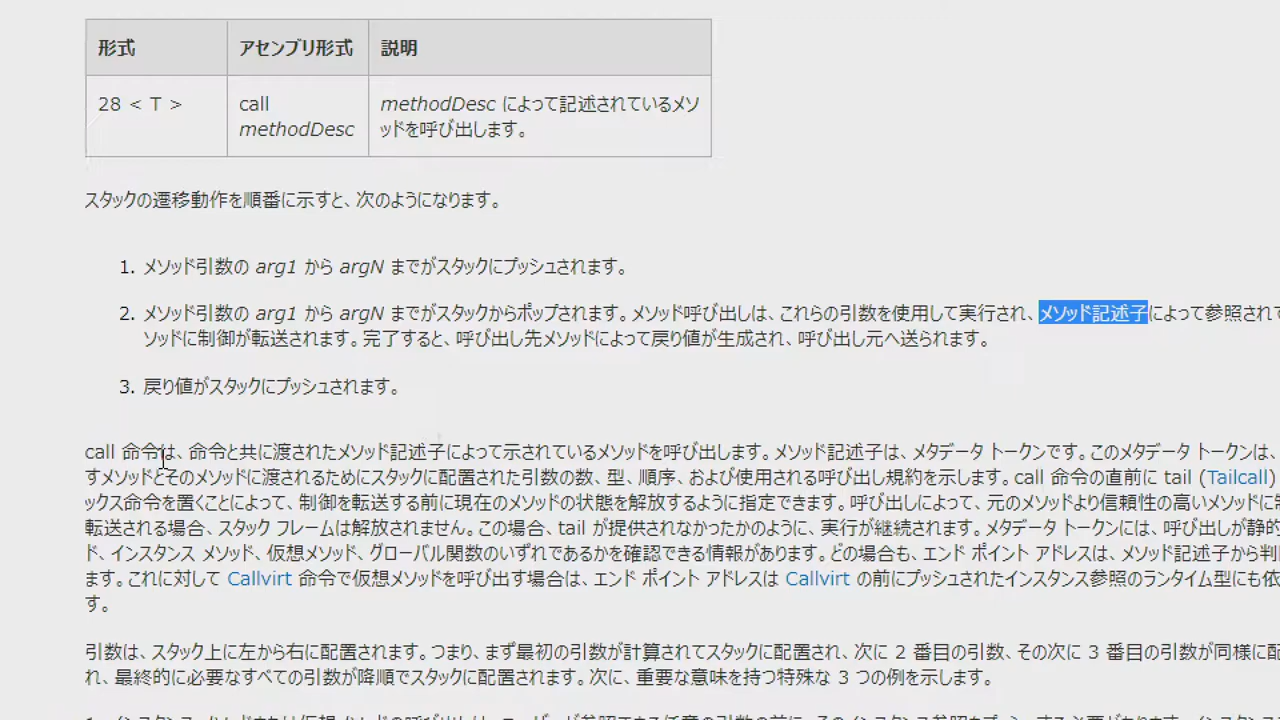 形式 アセンブリ形式 説明
28 < T > call methodDesc によって記述されているメソ
methodDesc ッドを呼び出します。
スタックの遷移動作を順番に示すと、次のようになります。
1. メソッド引数の arg1 から argN までがスタックにプッシュされます。
2. メソッド引数の arg1 から argN までがスタックからポップされます。メソッド呼び出しは、これらの引数を使用して実行され、メソッド記述子によって参照されて
ソッドに制御が転送されます。完了すると、呼び出し先メソッドによって戻り値が生成され、呼び出し元へ送られます。
3. 戻り値がスタックにプッシュされます。
call 命令は、命令と共に渡されたメソッド記述子によって示されているメソッドを呼び出します。メソッド記述子は、メタデータ トークンです。このメタデータ トークンは、
すメソッドとそのメソッドに渡されるためにスタックに配置された引数の数、型、順序、および使用される呼び出し規約を示します。call 命令の直前に tail (Tailcall)
ックス命令を置くことによって、制御を転送する前に現在のメソッドの状態を解放するように指定できます。呼び出しによって、元のメソッドより信頼性の高いメソッドに
転送される場合、スタック フレームは解放されません。この場合、tail が提供されなかったかのように、実行が継続されます。メタデータ トークンには、呼び出しが静的
ド、インスタンス メソッド、仮想メソッド、グローバル関数のいずれであるかを確認できる情報があります。どの場合も、エンド ポイント アドレスは、メソッド記述子から判
ます。これに対して Callvirt 命令で仮想メソッドを呼び出す場合は、エンド ポイント アドレスは Callvirt の前にプッシュされたインスタンス参照のランタイム型にも依
す。
引数は、スタック上に左から右に配置されます。つまり、まず最初の引数が計算されてスタックに配置され、次に 2 番目の引数、その次に 3 番目の引数が同様に配
れ、最終的に必要なすべての引数が降順でスタックに配置されます。次に、重要な意味を持つ特殊な 3 つの例を示します。